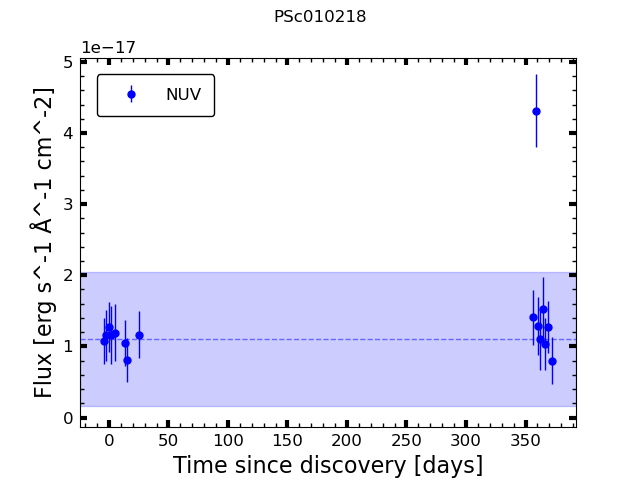 PSc010218
1e−17
NUV
5
4
3
2
1
0
Flux [erg s^-1 Å^-1 cm^-2]
0 50 100 150 200 250 300 350
Time since discovery [days]